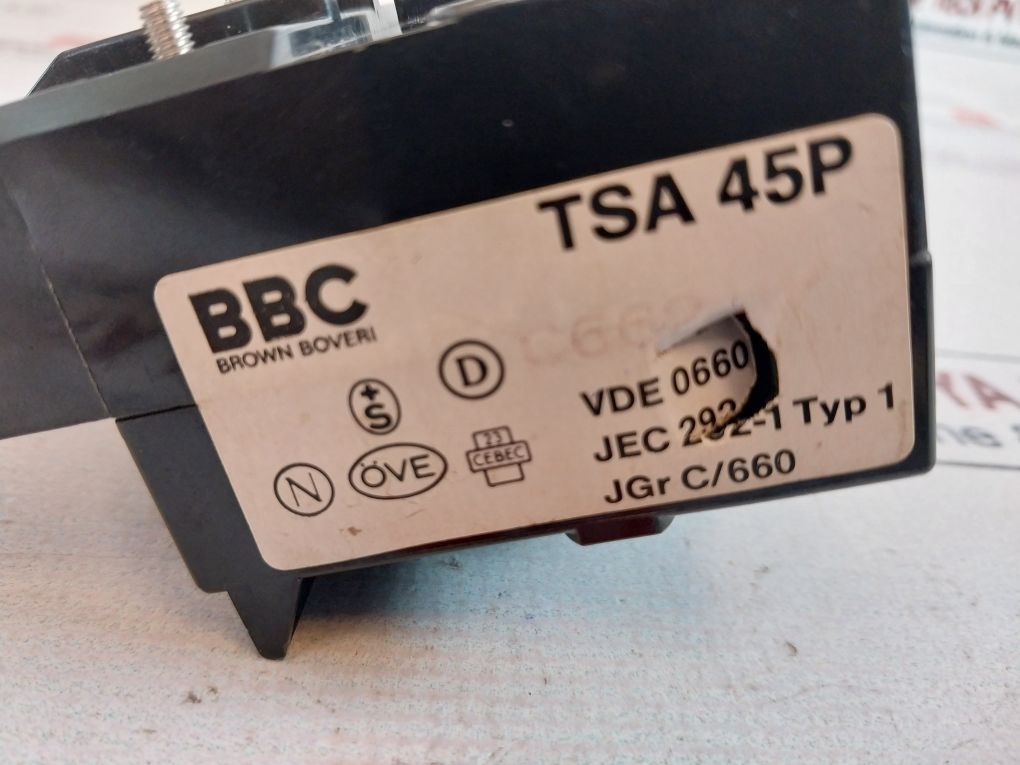 TSA 45P
BBC
BROWN BOVERI
D
+
S
N
ÖVE
23
CEBEC
VDE 0660
JEC 292-1 Typ 1
JGr C/660